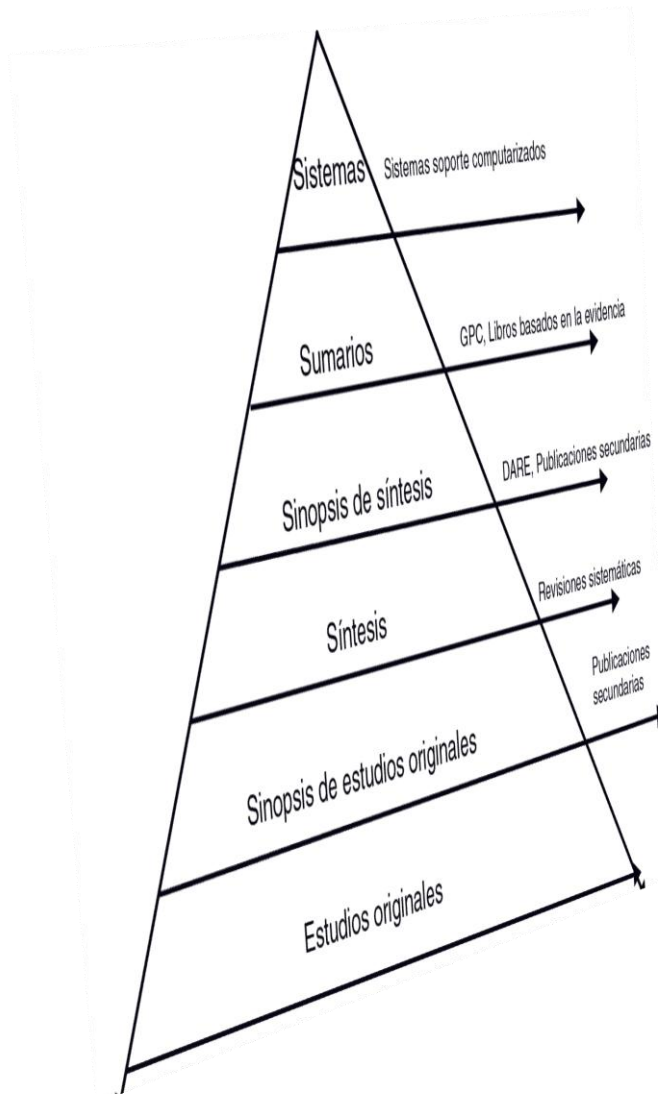 Sistemas
Sistemas soporte computarizados
Sumarios
GPC, Libros basados en la evidencia
Sinopsis de síntesis
DARE, Publicaciones secundarias
Síntesis
Revisiones sistemáticas
Sinopsis de estudios originales
Publicaciones
secundarias
Estudios originales